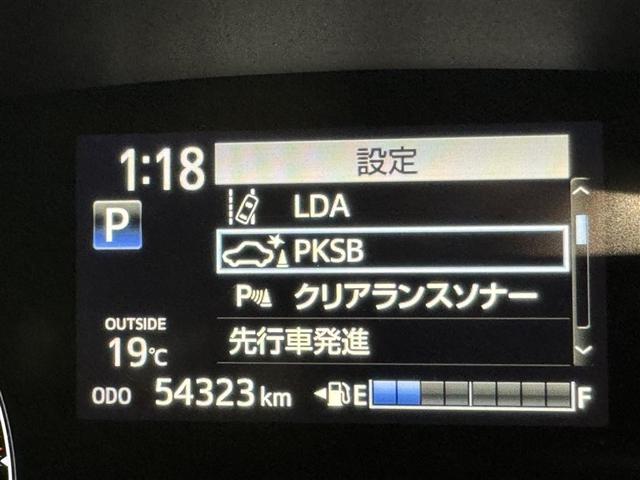 1:18
設定
P
LDA
PKSB
P クリアランスソナー
先行車発進
OUTSIDE
19℃
ODO 54323 km E F